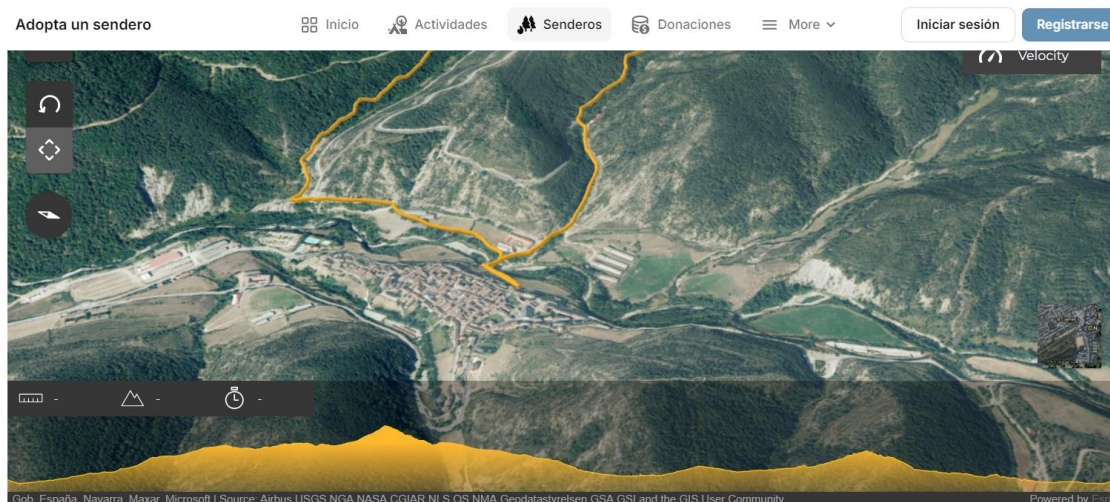 Adopta un sendero
Inicio
Actividades
Senderos
Donaciones
More
Iniciar sesión
Registrarse
Velocity
-
-
-
Gob. España, Navarra, Maxar, Microsoft | Source: Airbus USGS NGA NASA CGIAR NLS OS NMA Geodatastyrelsen GSA GSI and the GIS User Community
Powered by Esri